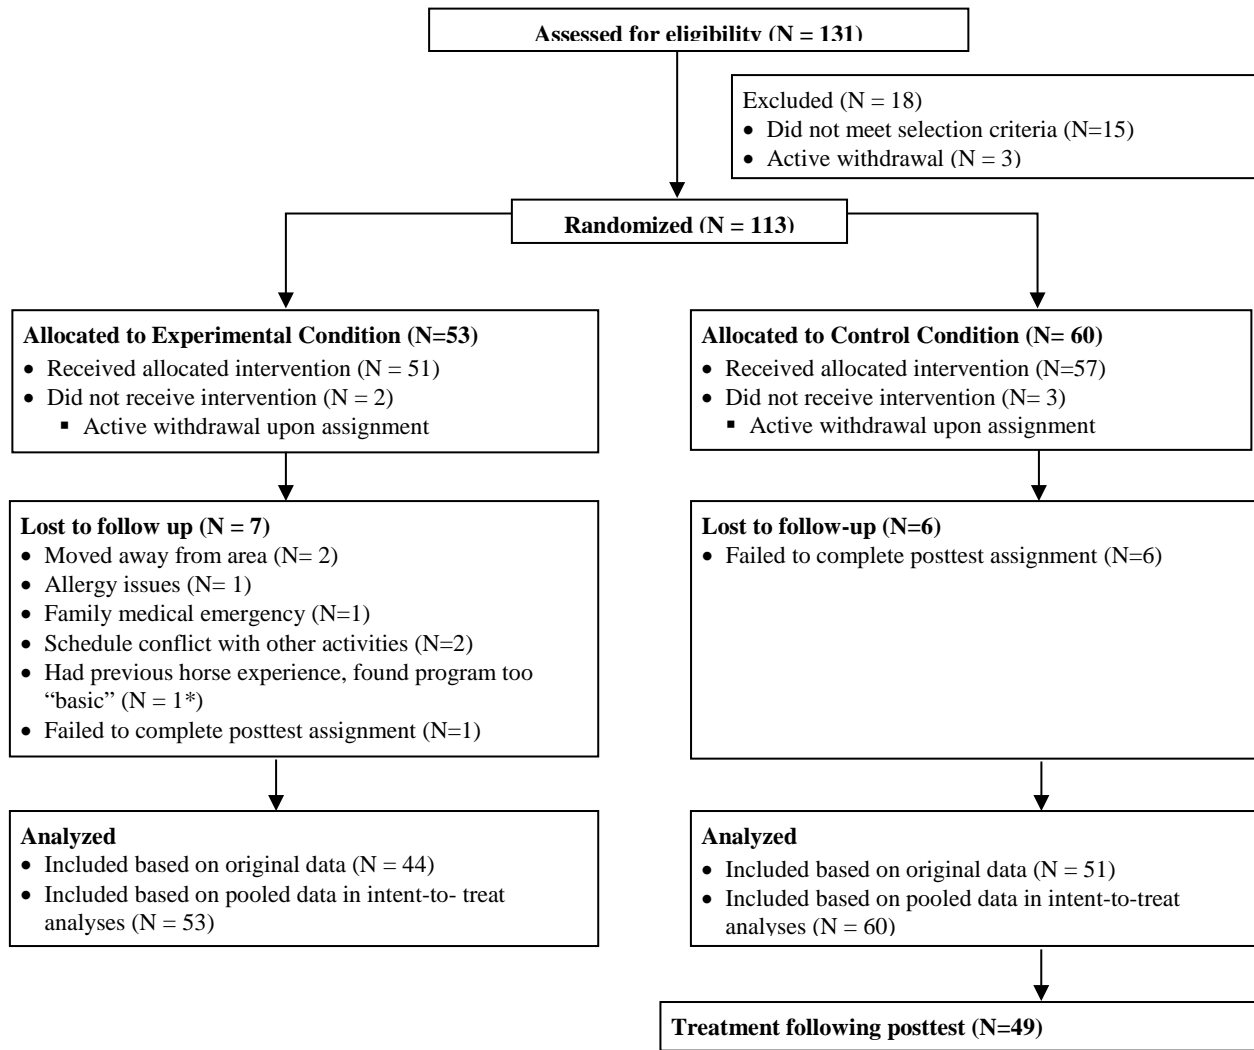 Assessed for eligibility (N = 131)
Excluded (N = 18)
• Did not meet selection criteria (N=15)
• Active withdrawal (N = 3)
Randomized (N = 113)
Allocated to Experimental Condition (N=53)
• Received allocated intervention (N = 51)
• Did not receive intervention (N = 2)
▪ Active withdrawal upon assignment
Allocated to Control Condition (N= 60)
• Received allocated intervention (N=57)
• Did not receive intervention (N= 3)
▪ Active withdrawal upon assignment
Lost to follow up (N = 7)
• Moved away from area (N= 2)
• Allergy issues (N= 1)
• Family medical emergency (N=1)
• Schedule conflict with other activities (N=2)
• Had previous horse experience, found program too
“basic” (N = 1*)
• Failed to complete posttest assignment (N=1)
Lost to follow-up (N=6)
• Failed to complete posttest assignment (N=6)
Analyzed
• Included based on original data (N = 44)
• Included based on pooled data in intent-to- treat
analyses (N = 53)
Analyzed
• Included based on original data (N = 51)
• Included based on pooled data in intent-to-treat
analyses (N = 60)
Treatment following posttest (N=49)